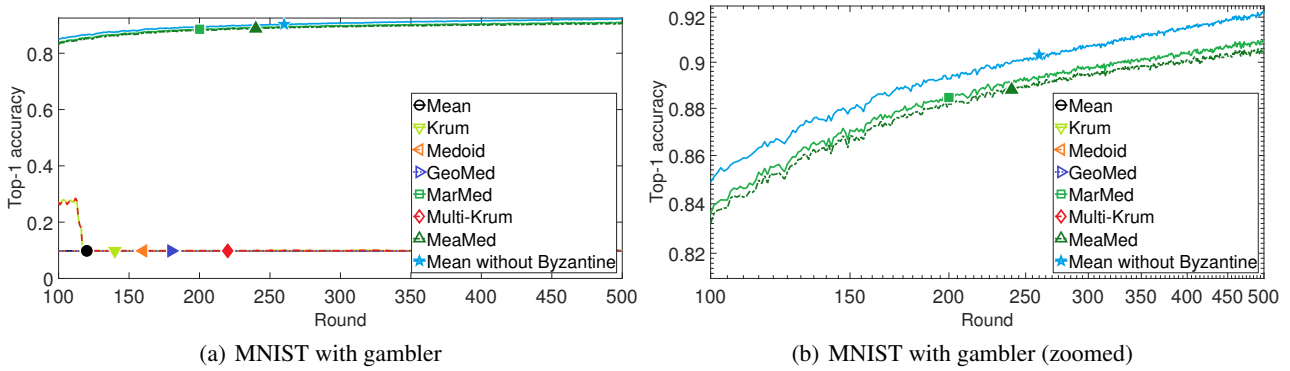 Top-1 accuracy
0.8
0.6
0.4
0.2
0
100 150 200 250 300 350 400 450 500
Round
Mean
Krum
Medoid
GeoMed
MarMed
Multi-Krum
MeaMed
Mean without Byzantine
(a) MNIST with gambler
Top-1 accuracy
0.92
0.9
0.88
0.86
0.84
0.82
100 150 200 250 300 350 400 450 500
Round
Mean
Krum
Medoid
GeoMed
MarMed
Multi-Krum
MeaMed
Mean without Byzantine
(b) MNIST with gambler (zoomed)